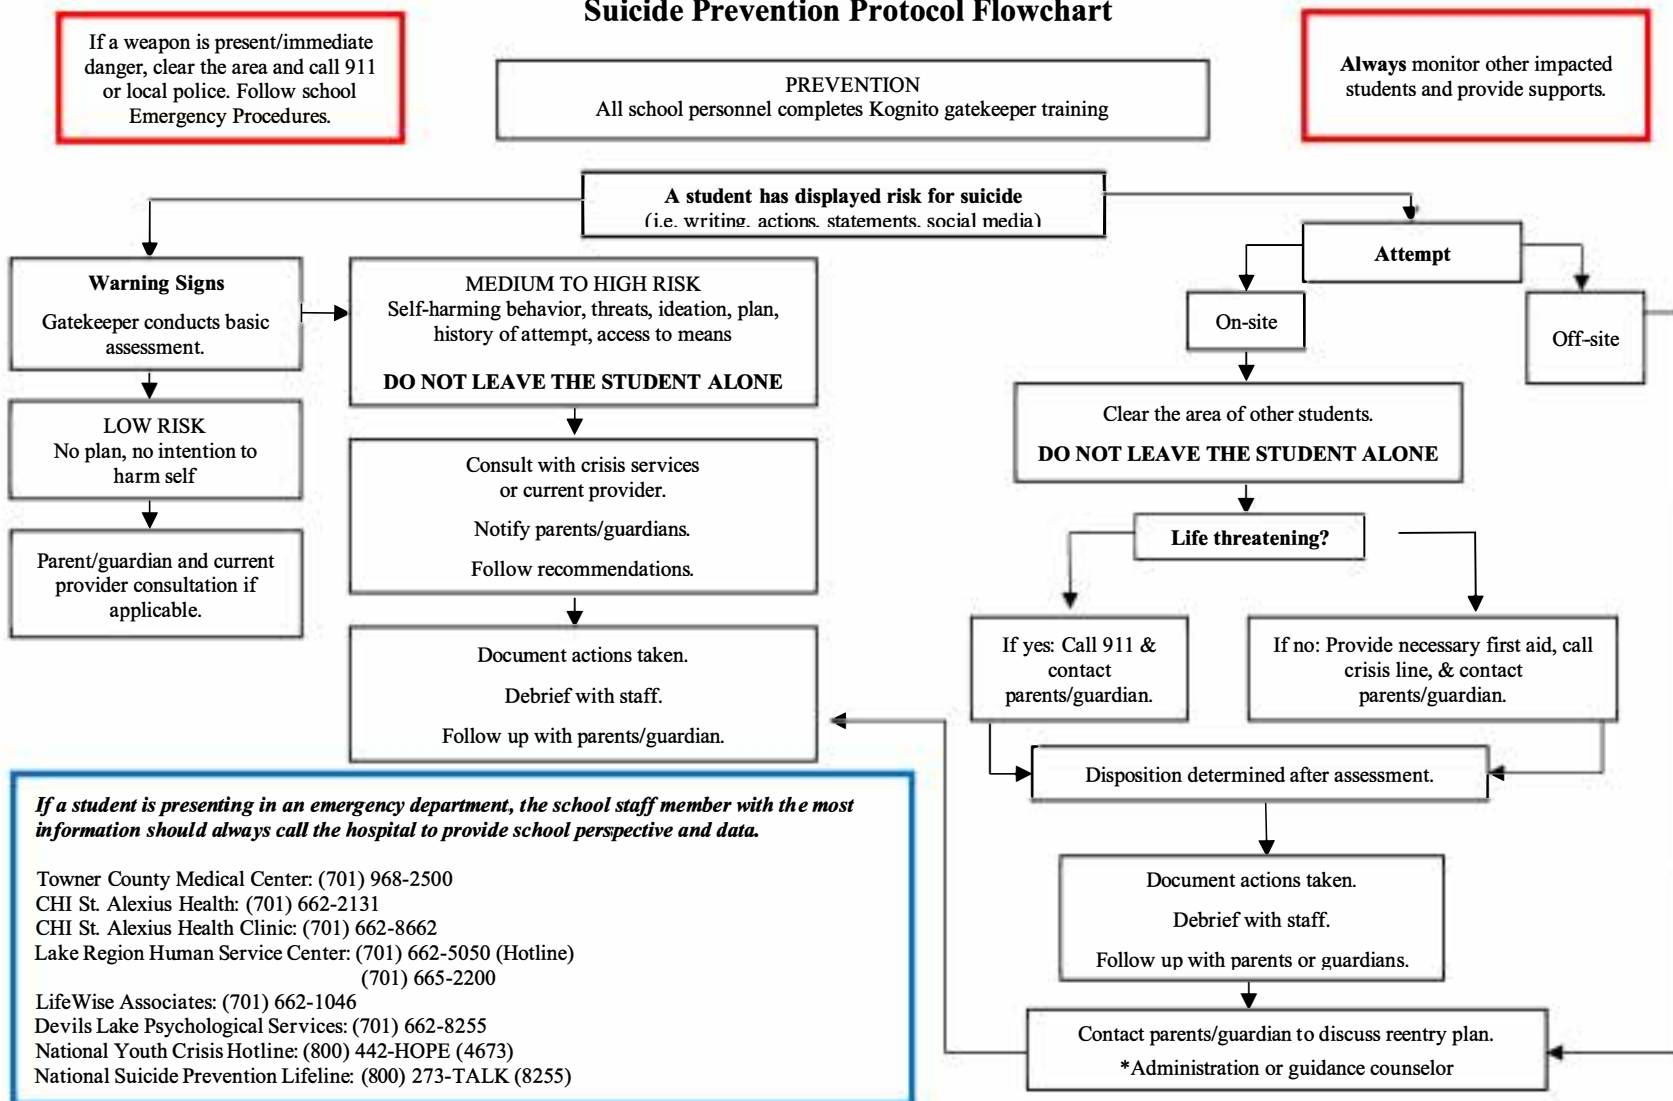 Suicide Prevention Protocol Flowchart
If a weapon is present/immediate
danger, clear the area and call 911
or local police. Follow school
Emergency Procedures.
PREVENTION
All school personnel completes Kognito gatekeeper training
Always monitor other impacted
students and provide supports.
A student has displayed risk for suicide
(i.e. writing, actions, statements, social media)
Warning Signs
Gatekeeper conducts basic
assessment.
LOW RISK
No plan, no intention to
harm self
Parent/guardian and current
provider consultation if
applicable.
MEDIUM TO HIGH RISK
Self-harming behavior, threats, ideation, plan,
history of attempt, access to means
DO NOT LEAVE THE STUDENT ALONE
Consult with crisis services
or current provider.
Notify parents/guardians.
Follow recommendations.
Document actions taken.
Debrief with staff.
Follow up with parents/guardian.
Attempt
On-site
Off-site
Clear the area of other students.
DO NOT LEAVE THE STUDENT ALONE
Life threatening?
If yes: Call 911 &
contact
parents/guardian.
If no: Provide necessary first aid, call
crisis line, & contact
parents/guardian.
Disposition determined after assessment.
Document actions taken.
Debrief with staff.
Follow up with parents or guardians.
Contact parents/guardian to discuss reentry plan.
*Administration or guidance counselor
If a student is presenting in an emergency department, the school staff member with the most
information should always call the hospital to provide school perspective and data.
Towner County Medical Center: (701) 968-2500
CHI St. Alexius Health: (701) 662-2131
CHI St. Alexius Health Clinic: (701) 662-8662
Lake Region Human Service Center: (701) 662-5050 (Hotline)
(701) 665-2200
LifeWise Associates: (701) 662-1046
Devils Lake Psychological Services: (701) 662-8255
National Youth Crisis Hotline: (800) 442-HOPE (4673)
National Suicide Prevention Lifeline: (800) 273-TALK (8255)